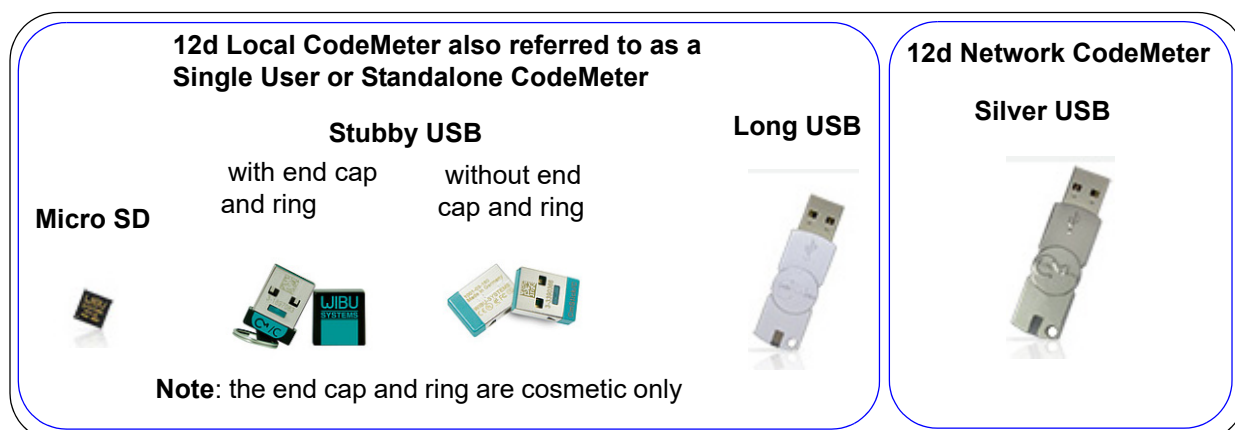 12d Local CodeMeter also referred to as a
Single User or Standalone CodeMeter
Stubby USB
with end cap
and ring
without end
cap and ring
Micro SD
Long USB
WIBU
SYSTEMS
Note: the end cap and ring are cosmetic only
12d Network CodeMeter
Silver USB